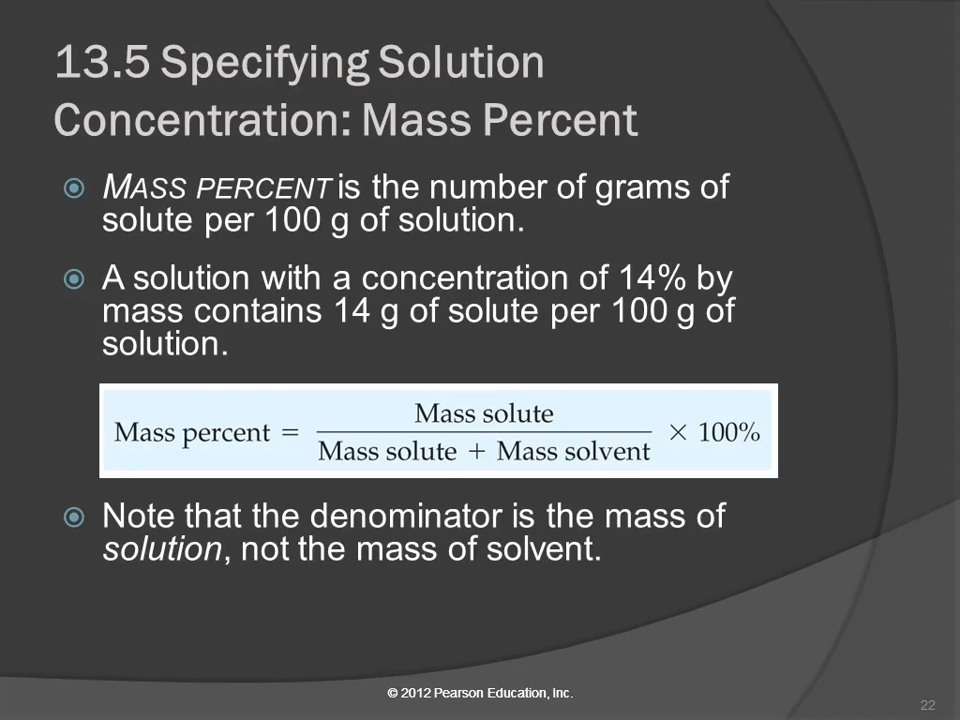 13.5 Specifying Solution
Concentration: Mass Percent
MASS PERCENT is the number of grams of
solute per 100 g of solution.
A solution with a concentration of 14% by
mass contains 14 g of solute per 100 g of
solution.
Mass solute
Mass percent = ——— × 100%
Mass solute + Mass solvent
Note that the denominator is the mass of
solution, not the mass of solvent.
© 2012 Pearson Education, Inc.
22